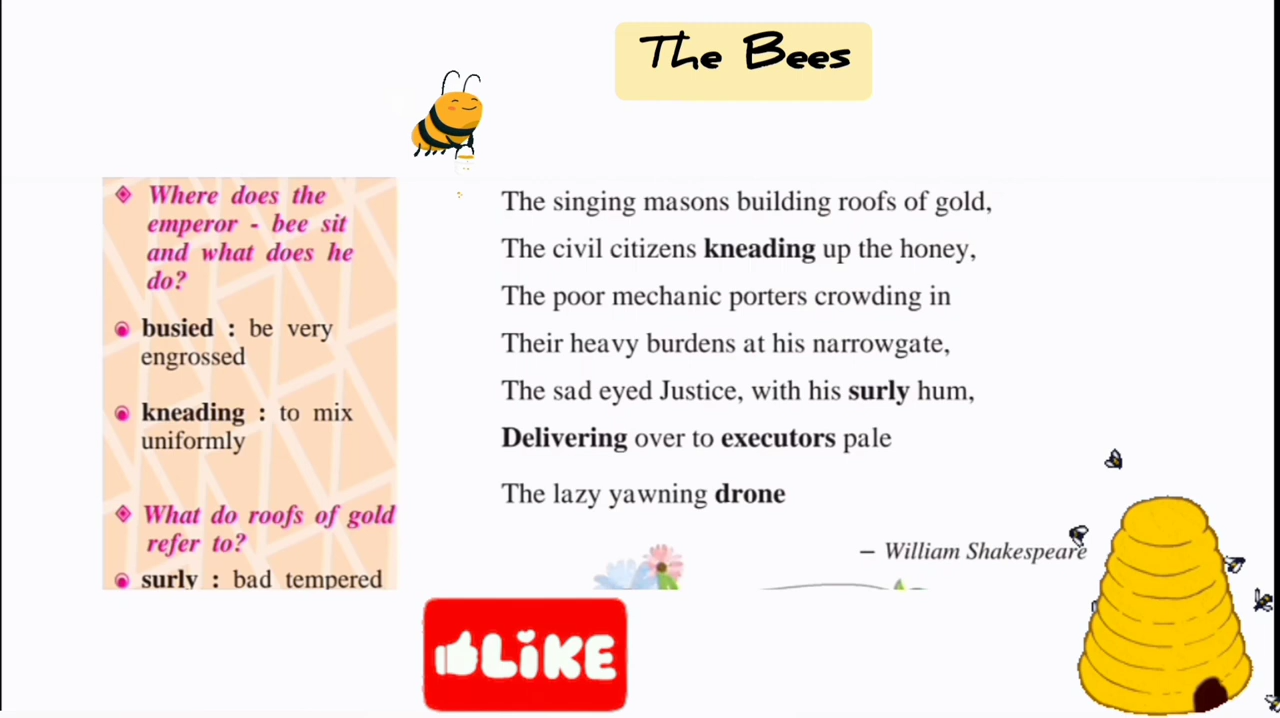 The Bees
Where does the
emperor - bee sit
and what does he
do?
busied : be very
engrossed
kneading : to mix
uniformly
What do roofs of gold
refer to?
surly : bad tempered
The singing masons building roofs of gold,
The civil citizens kneading up the honey,
The poor mechanic porters crowding in
Their heavy burdens at his narrowgate,
The sad eyed Justice, with his surly hum,
Delivering over to executors pale
The lazy yawning drone
– William Shakespeare
LIKE